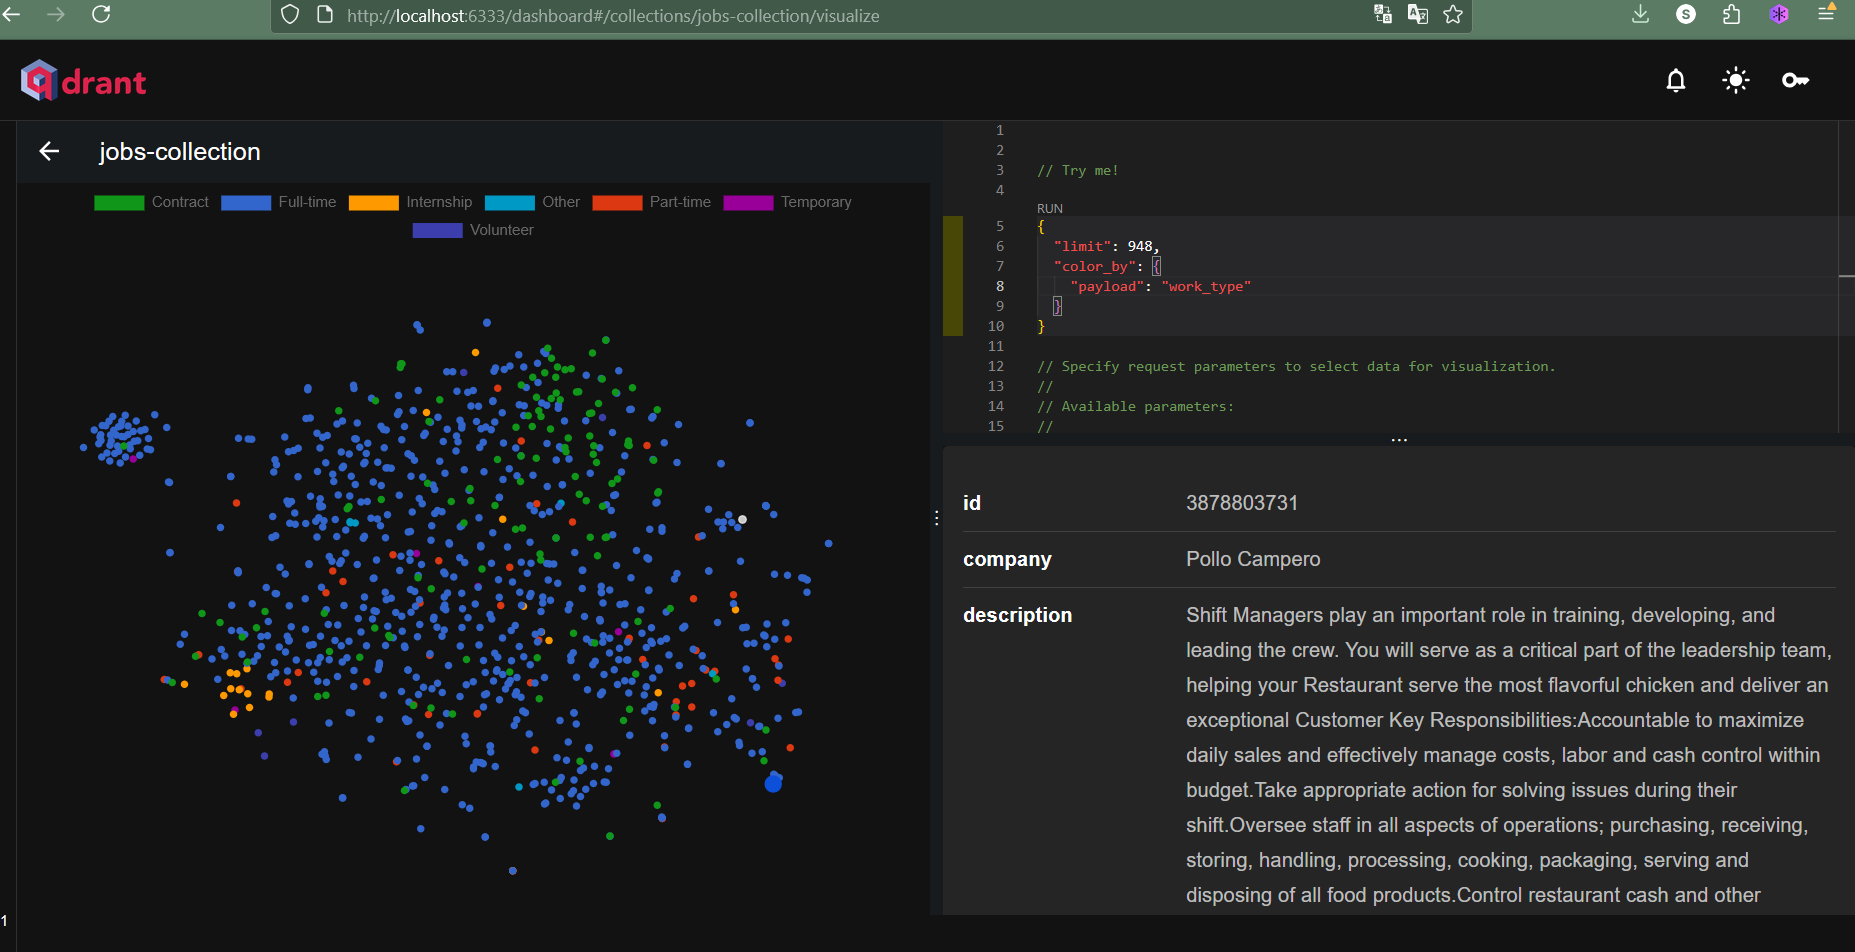 http://localhost:6333/dashboard#/collections/jobs-collection/visualize
S
qdrant
jobs-collection
Contract Full-time Internship Other Part-time Temporary
Volunteer
1
2
3 // Try me!
4
RUN
5 {
6 "limit": 948,
7 "color_by": {
8 "payload": "work_type"
9 }
10 }
11
12 // Specify request parameters to select data for visualization.
13 //
14 // Available parameters:
15 //
id 3878803731
company Pollo Campero
description Shift Managers play an important role in training, developing, and
leading the crew. You will serve as a critical part of the leadership team,
helping your Restaurant serve the most flavorful chicken and deliver an
exceptional Customer Key Responsibilities:Accountable to maximize
daily sales and effectively manage costs, labor and cash control within
budget.Take appropriate action for solving issues during their
shift.Oversee staff in all aspects of operations; purchasing, receiving,
storing, handling, processing, cooking, packaging, serving and
disposing of all food products.Control restaurant cash and other
1